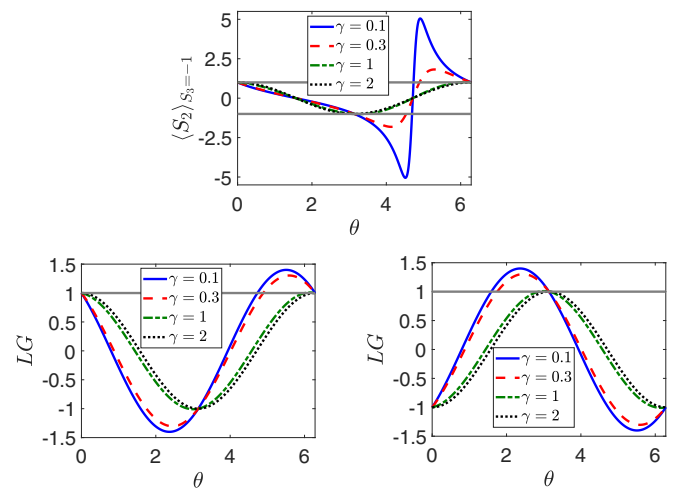 5
2.5
0
-2.5
-5
⟨S₂⟩ S₃=−1
γ = 0.1
γ = 0.3
γ = 1
γ = 2
0 2 4 6
θ
1.5
1
0.5
0
-0.5
-1
-1.5
LG
γ = 0.1
γ = 0.3
γ = 1
γ = 2
0 2 4 6
θ
1.5
1
0.5
0
-0.5
-1
-1.5
LG
γ = 0.1
γ = 0.3
γ = 1
γ = 2
0 2 4 6
θ